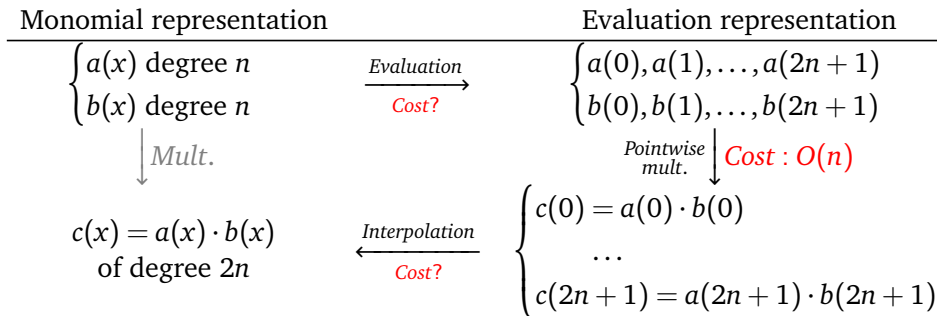 Monomial representation Evaluation representation
{ a(x) degree n
b(x) degree n
Evaluation
Cost?
{ a(0), a(1), ..., a(2n + 1)
b(0), b(1), ..., b(2n + 1)
Mult.
Pointwise
mult.
Cost : O(n)
c(x) = a(x) · b(x)
of degree 2n
Interpolation
Cost?
{ c(0) = a(0) · b(0)
...
c(2n + 1) = a(2n + 1) · b(2n + 1)